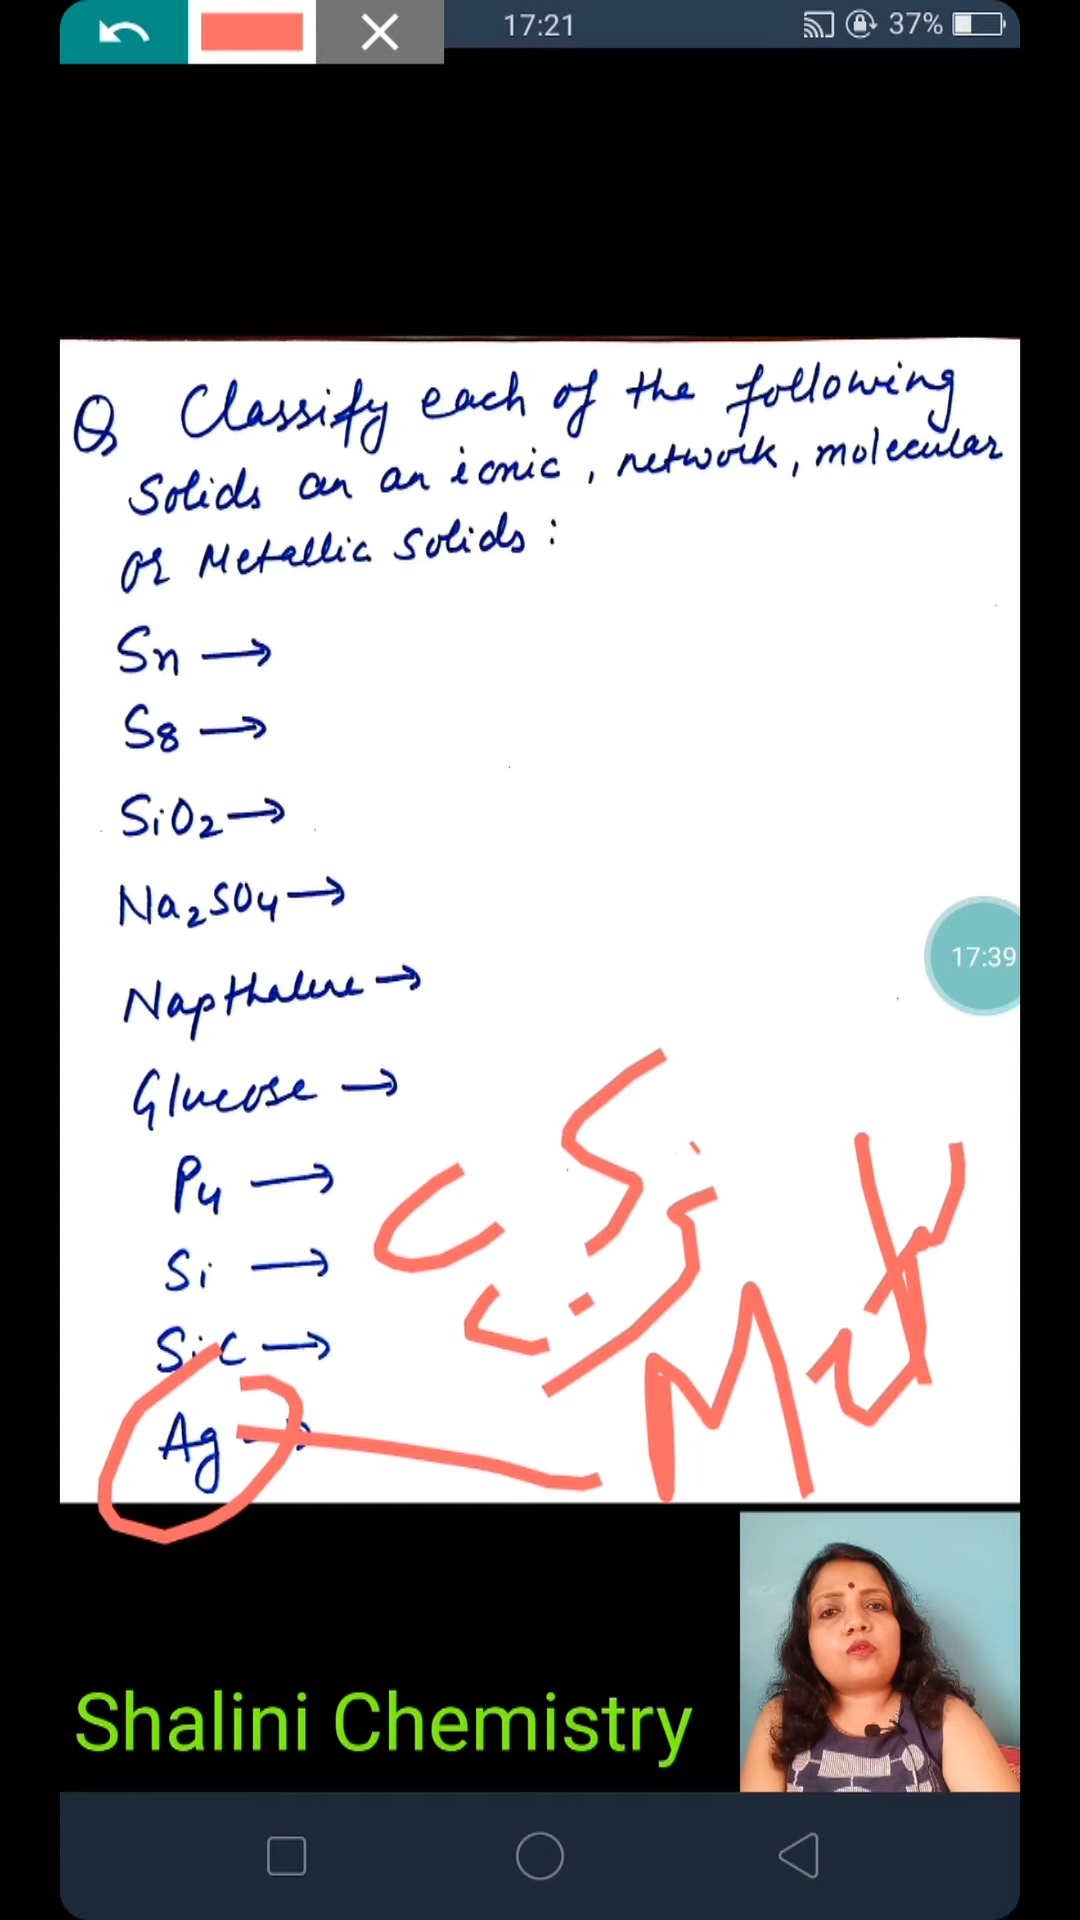 17:21
37%
Q Classify each of the following
Solids as an ionic, network, molecular
or Metallic Solids:
Sn →
S8 →
SiO2 →
Na2SO4 →
Napthalene →
Glucose →
P4 →
Si →
SiC →
Ag →
17:39
C Si
Met
Shalini Chemistry